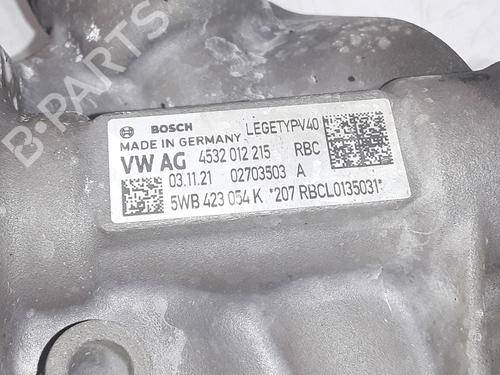 BOSCH LEGETYPV40
MADE IN GERMANY
VW AG 4532 012 215 RBC
03.11.21 02703503 A
5WB 423 054 K *207 RBCL0135031*
B-PARTS